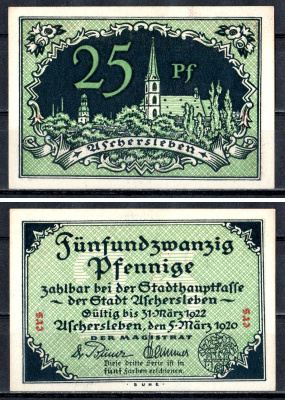 25 Pf
Aschersleben
Fünfundzwanzig
Pfennige
zahlbar bei der Stadthauptkasse
der Stadt Aschersleben
Gültig bis 31·März 1922
Aschersleben, den 5·März 1920
DER MAGISTRAT
Diese dritte Serie ist in
fünf Farben erschienen.